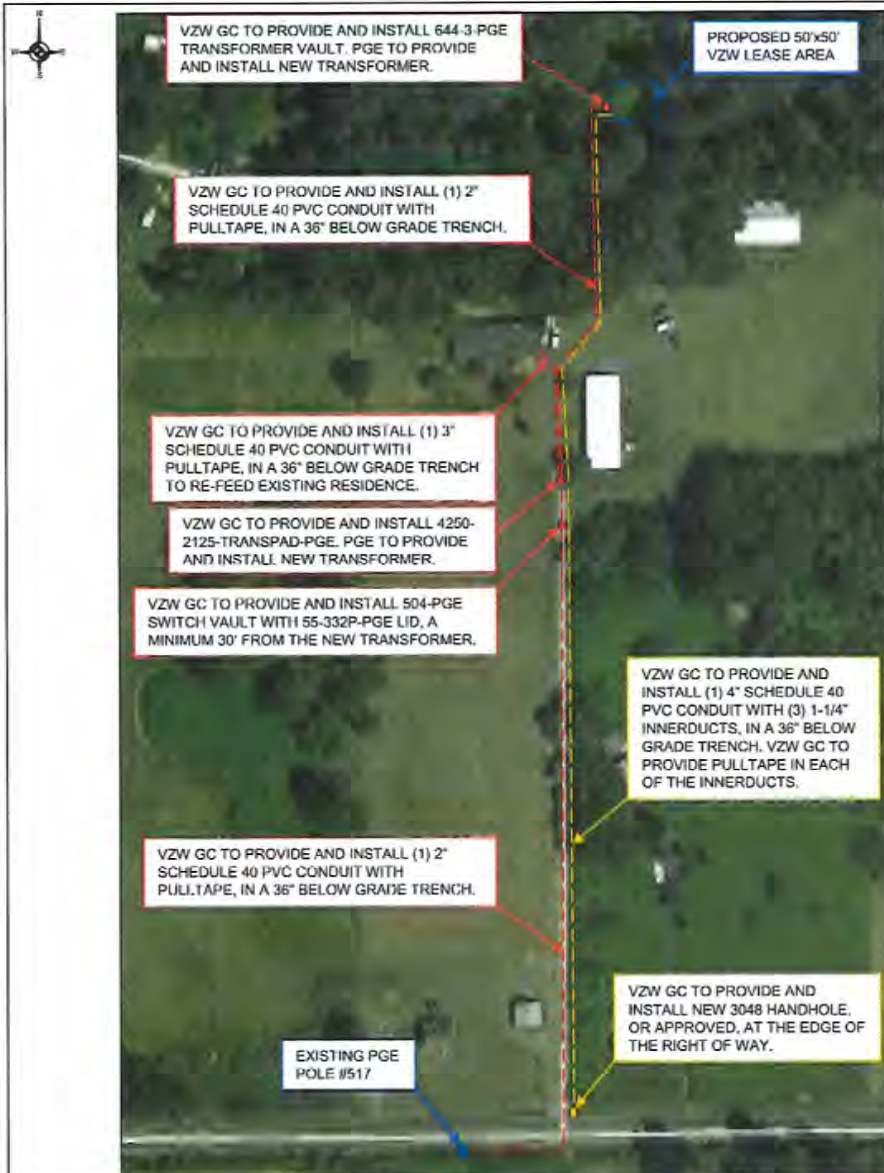 VZW GC TO PROVIDE AND INSTALL 644-3-PGE
TRANSFORMER VAULT. PGE TO PROVIDE
AND INSTALL NEW TRANSFORMER.
PROPOSED 50'x50'
VZW LEASE AREA
VZW GC TO PROVIDE AND INSTALL (1) 2"
SCHEDULE 40 PVC CONDUIT WITH
PULLTAPE, IN A 36" BELOW GRADE TRENCH.
VZW GC TO PROVIDE AND INSTALL (1) 3"
SCHEDULE 40 PVC CONDUIT WITH
PULLTAPE, IN A 36" BELOW GRADE TRENCH
TO RE-FEED EXISTING RESIDENCE.
VZW GC TO PROVIDE AND INSTALL 4250-
2125-TRANSPAD-PGE. PGE TO PROVIDE
AND INSTALL NEW TRANSFORMER.
VZW GC TO PROVIDE AND INSTALL 504-PGE
SWITCH VAULT WITH 55-332P-PGE LID, A
MINIMUM 30' FROM THE NEW TRANSFORMER.
VZW GC TO PROVIDE AND
INSTALL (1) 4" SCHEDULE 40
PVC CONDUIT WITH (3) 1-1/4"
INNERDUCTS, IN A 36" BELOW
GRADE TRENCH. VZW GC TO
PROVIDE PULLTAPE IN EACH
OF THE INNERDUCTS.
VZW GC TO PROVIDE AND INSTALL (1) 2"
SCHEDULE 40 PVC CONDUIT WITH
PULLTAPE, IN A 36" BELOW GRADE TRENCH.
VZW GC TO PROVIDE AND
INSTALL NEW 3048 HANDHOLE,
OR APPROVED, AT THE EDGE OF
THE RIGHT OF WAY.
EXISTING PGE
POLE #517